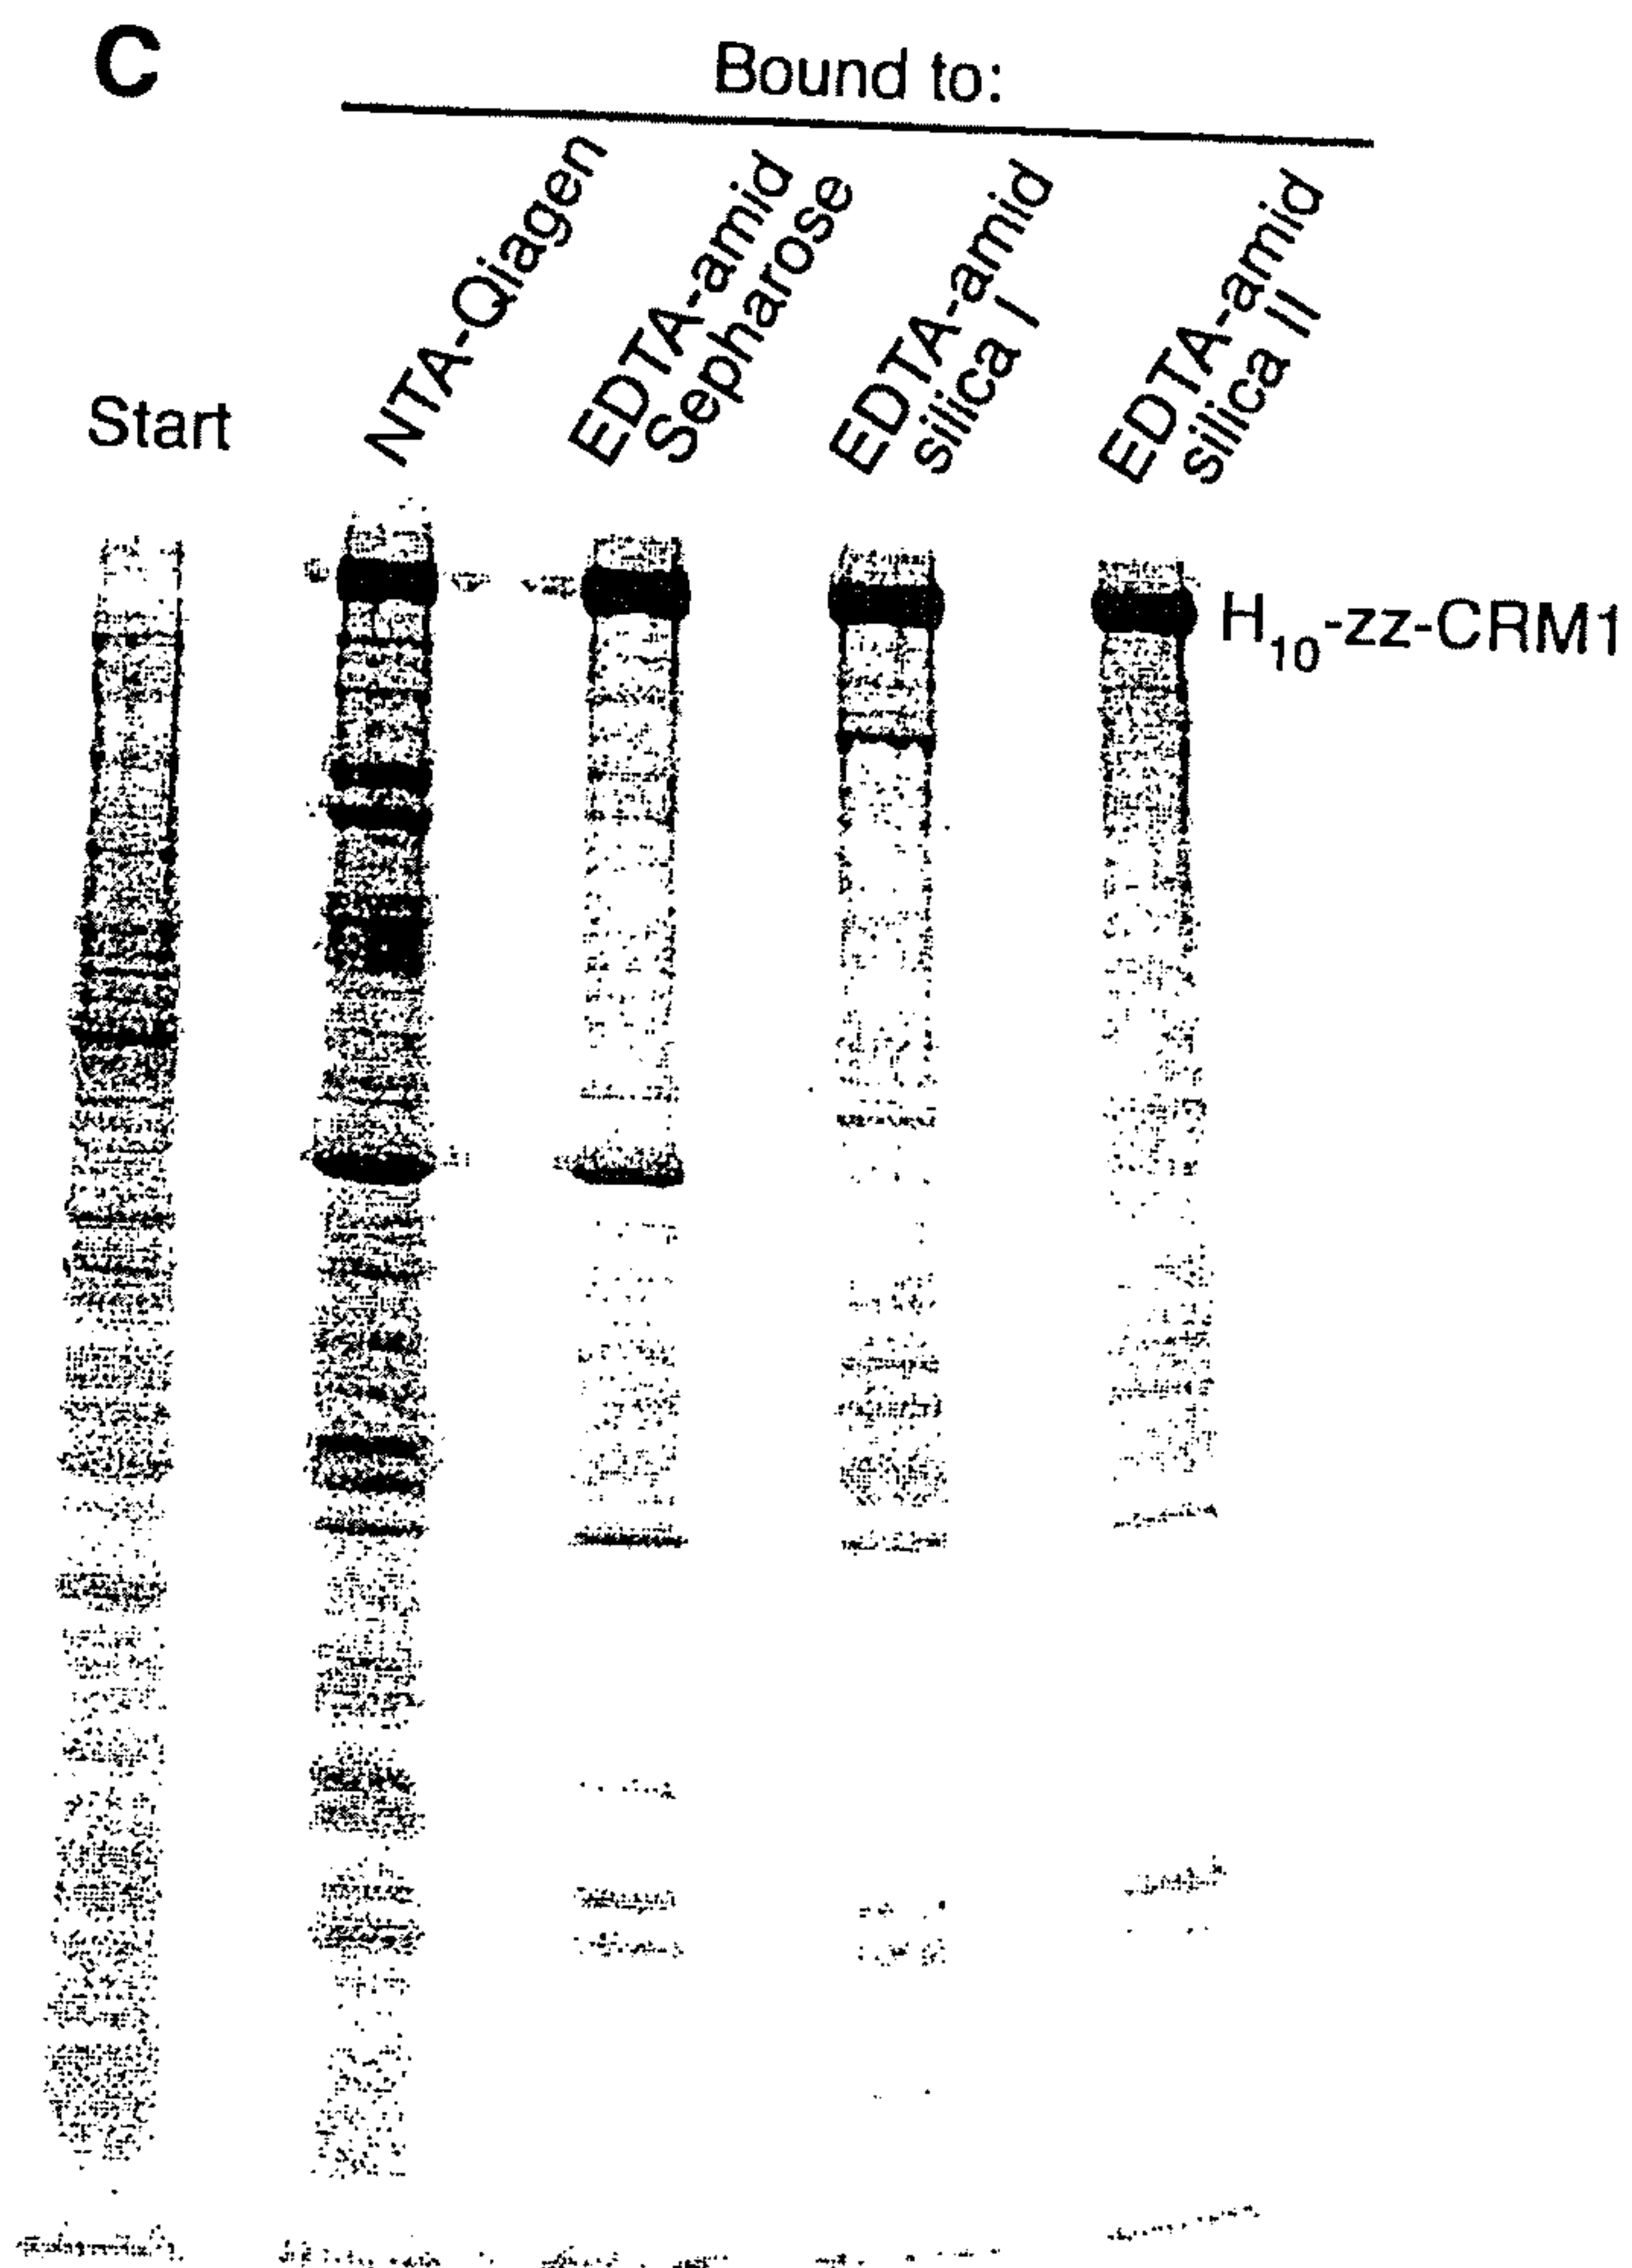 C
Bound to:
NTA-Qiagen
EDTA-amid
Sepharose
EDTA-amid
silica I
EDTA-amid
silica II
Start
H10-zz-CRM1